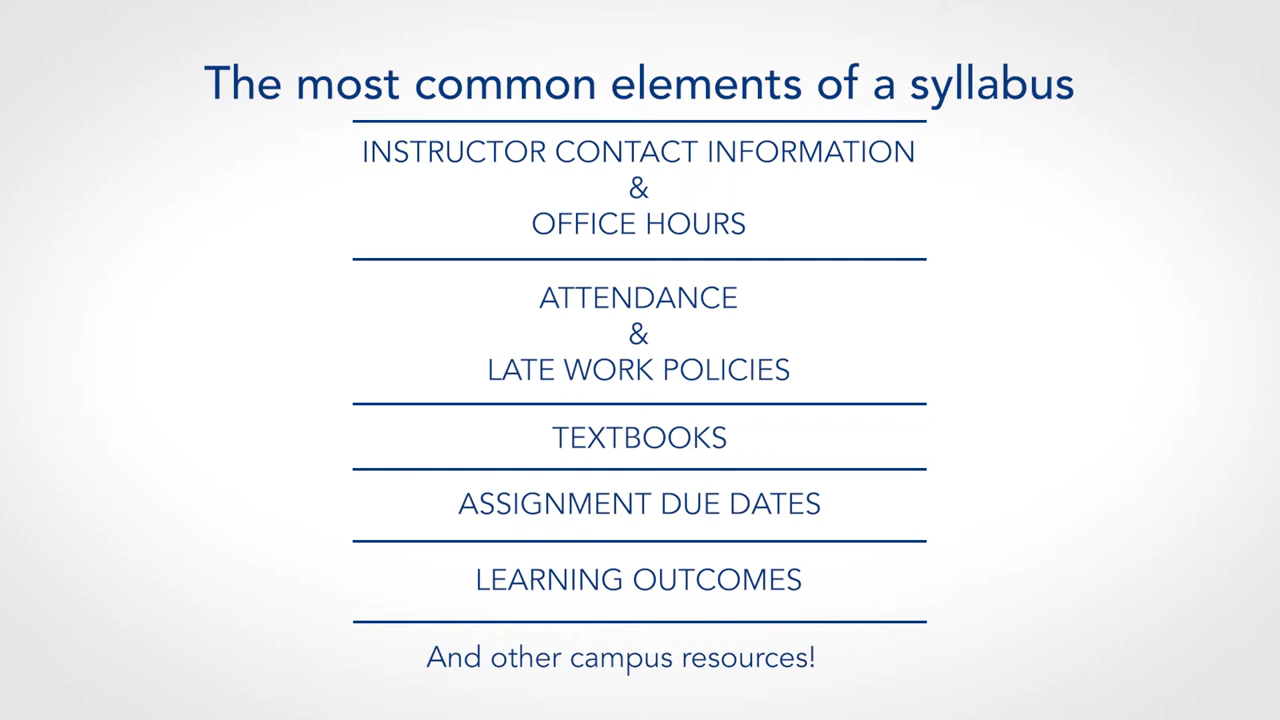 The most common elements of a syllabus
INSTRUCTOR CONTACT INFORMATION
&
OFFICE HOURS
ATTENDANCE
&
LATE WORK POLICIES
TEXTBOOKS
ASSIGNMENT DUE DATES
LEARNING OUTCOMES
And other campus resources!